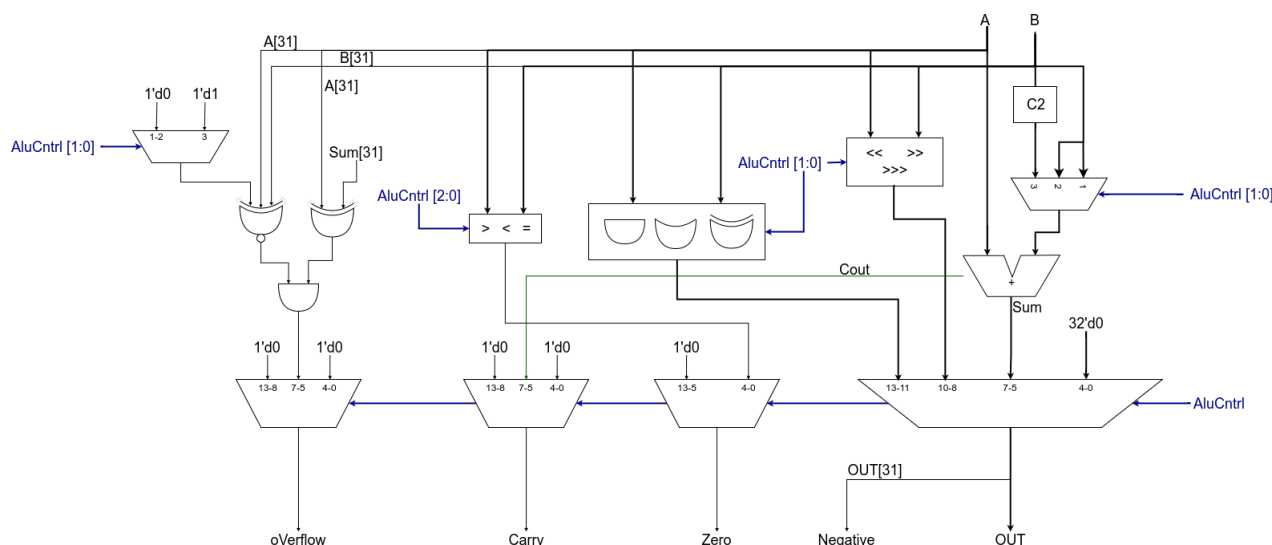 A B
A[31]
B[31]
A[31]
1'd0 1'd1
C2
1-2 3
AluCntrl [1:0]
Sum[31]
AluCntrl [1:0]
<< >>
>>>
AluCntrl [2:0]
3 2 1
AluCntrl [1:0]
> < =
Cout
+
Sum
32'd0
1'd0 1'd0
1'd0 1'd0
1'd0
13-8 7-5 4-0
13-8 7-5 4-0
13-5 4-0
13-11 10-8 7-5 4-0
AluCntrl
OUT[31]
oVerflow Carry Zero Negative OUT